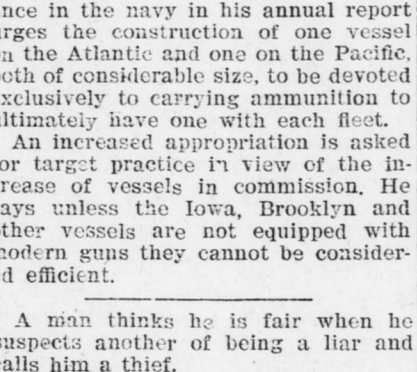 nce in the navy in his annual report
rges the construction of one vessel
n the Atlantic and one on the Pacific,
oth of considerable size, to be devoted
xclusively to carrying ammunition to
ltimately have one with each fleet.
An increased appropriation is asked
or target practice in view of the in-
rease of vessels in commission. He
ays unless the Iowa, Brooklyn and
ther vessels are not equipped with
modern guns they cannot be consider-
d efficient.
A man thinks he is fair when he
suspects another of being a liar and
alls him a thief.